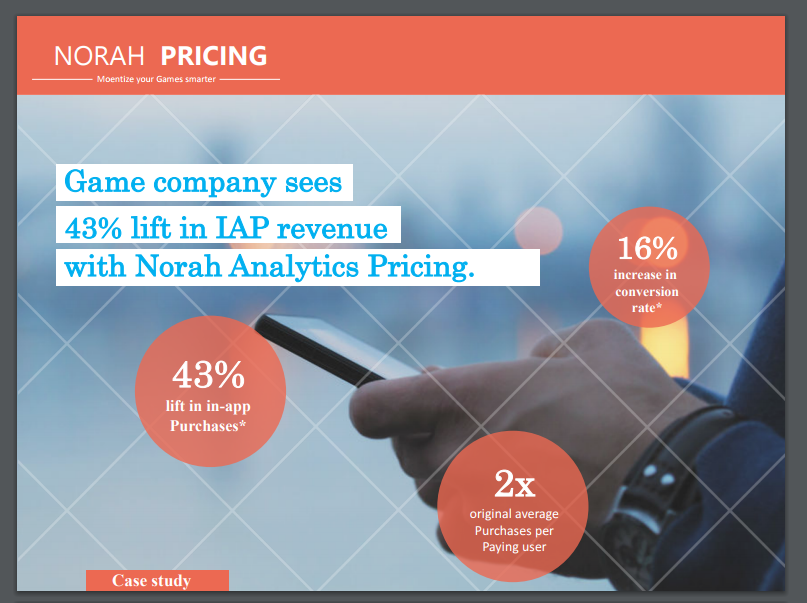 NORAH PRICING
Moentize your Games smarter
Game company sees
43% lift in IAP revenue
with Norah Analytics Pricing.
16%
increase in
conversion
rate*
43%
lift in in-app
Purchases*
2x
original average
Purchases per
Paying user
Case study